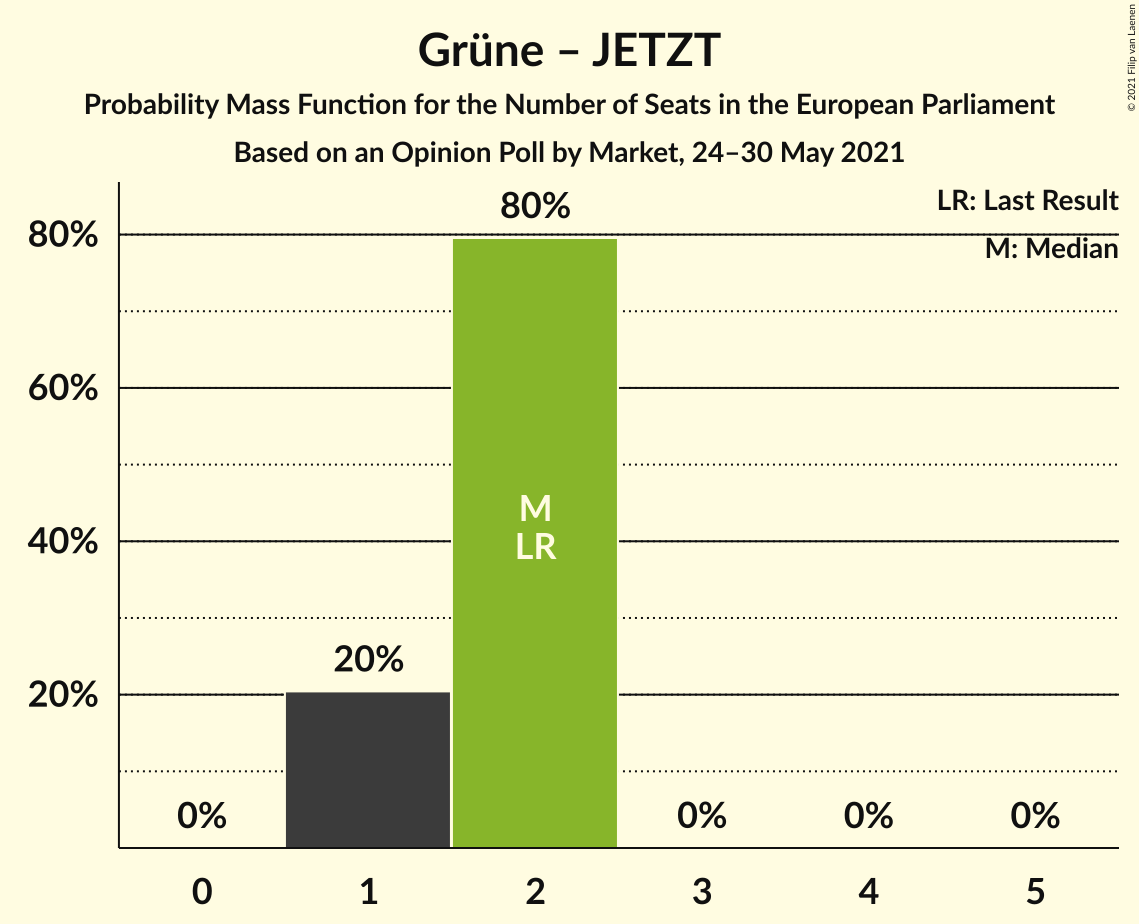 Grüne – JETZT
Probability Mass Function for the Number of Seats in the European Parliament
Based on an Opinion Poll by Market, 24–30 May 2021
© 2021 Filip van Laenen
LR: Last Result
M: Median
80%
60%
40%
20%
0%
20%
80%
M
LR
0%
0%
0%
0
1
2
3
4
5